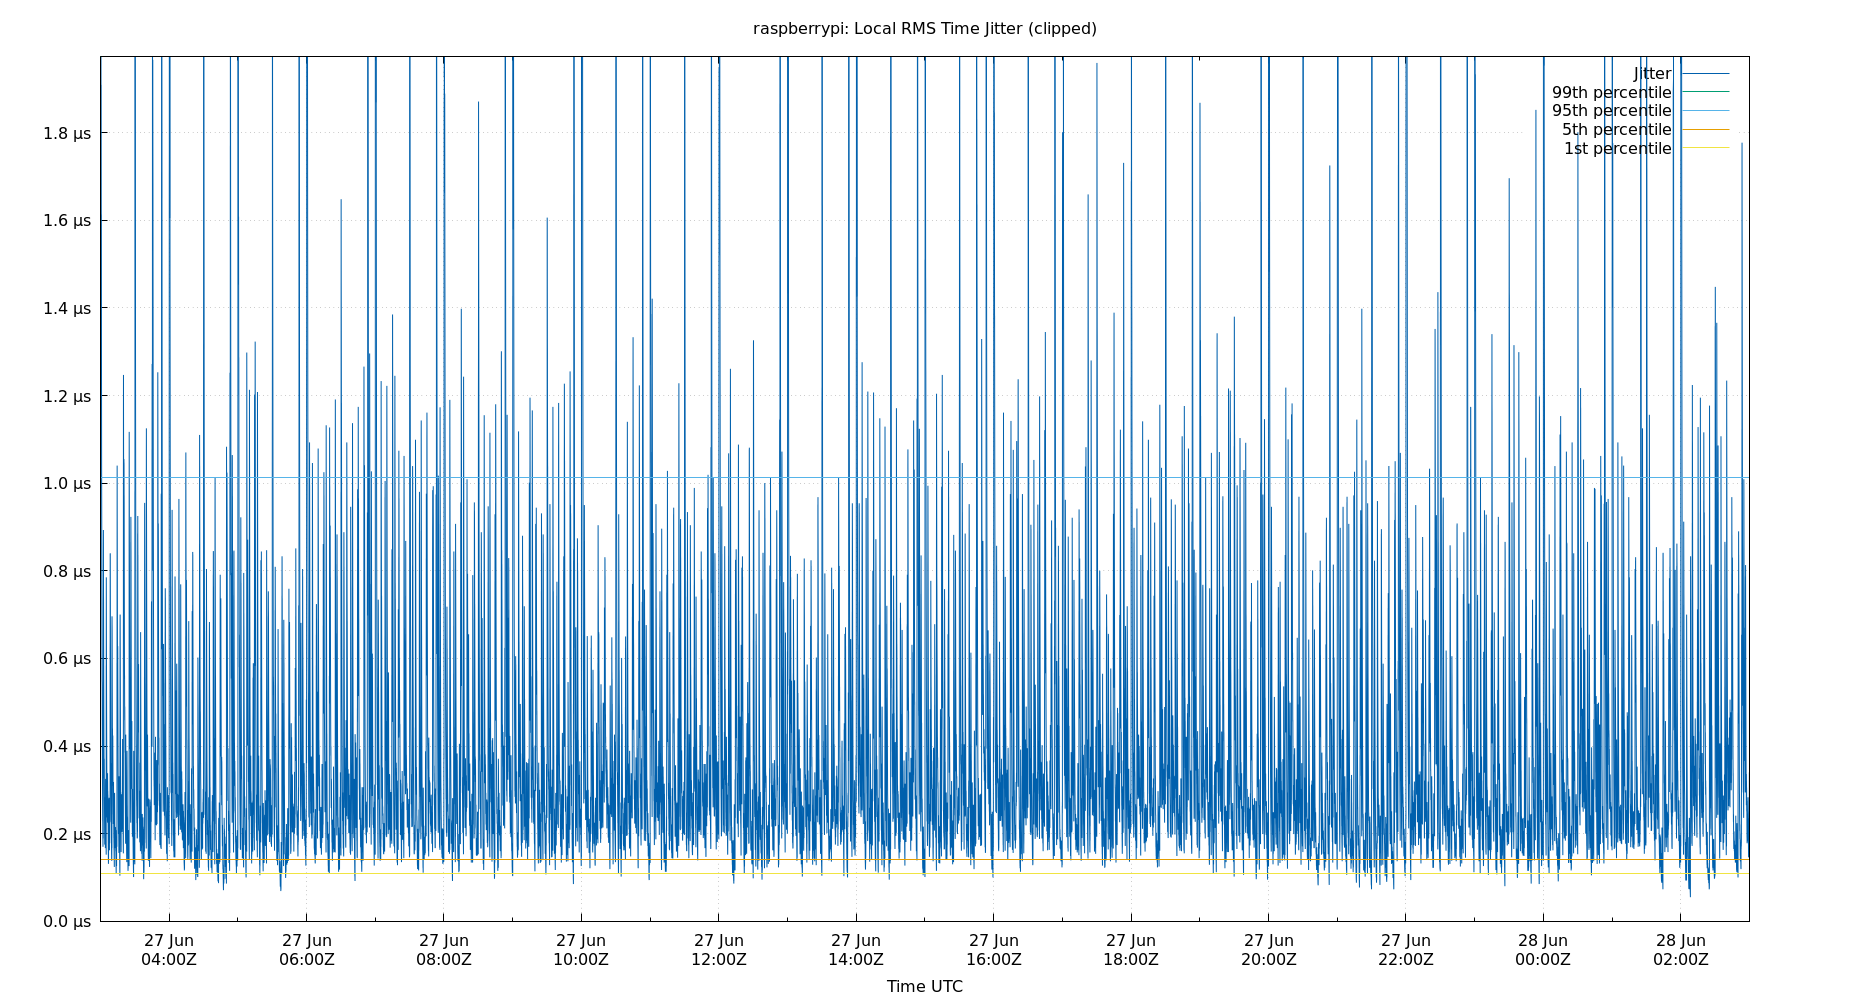 raspberrypi: Local RMS Time Jitter (clipped)
Jitter
99th percentile
95th percentile
5th percentile
1st percentile
1.8 μs
1.6 μs
1.4 μs
1.2 μs
1.0 μs
0.8 μs
0.6 μs
0.4 μs
0.2 μs
0.0 μs
27 Jun 27 Jun 27 Jun 27 Jun 27 Jun 27 Jun 27 Jun 27 Jun 27 Jun 27 Jun 28 Jun 28 Jun
04:00Z 06:00Z 08:00Z 10:00Z 12:00Z 14:00Z 16:00Z 18:00Z 20:00Z 22:00Z 00:00Z 02:00Z
Time UTC